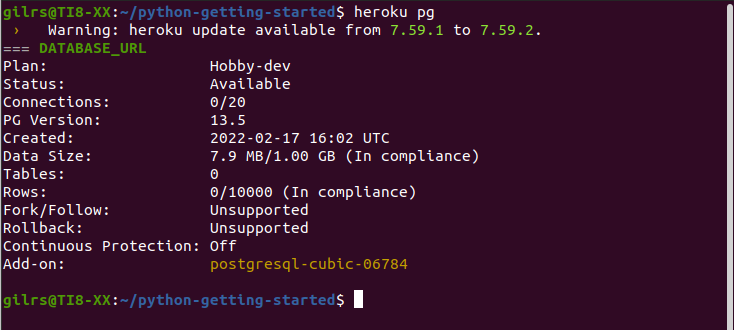 gilrs@TI8-XX:~/python-getting-started$ heroku pg
› Warning: heroku update available from 7.59.1 to 7.59.2.
=== DATABASE_URL
Plan: Hobby-dev
Status: Available
Connections: 0/20
PG Version: 13.5
Created: 2022-02-17 16:02 UTC
Data Size: 7.9 MB/1.00 GB (In compliance)
Tables: 0
Rows: 0/10000 (In compliance)
Fork/Follow: Unsupported
Rollback: Unsupported
Continuous Protection: Off
Add-on: postgresql-cubic-06784
gilrs@TI8-XX:~/python-getting-started$